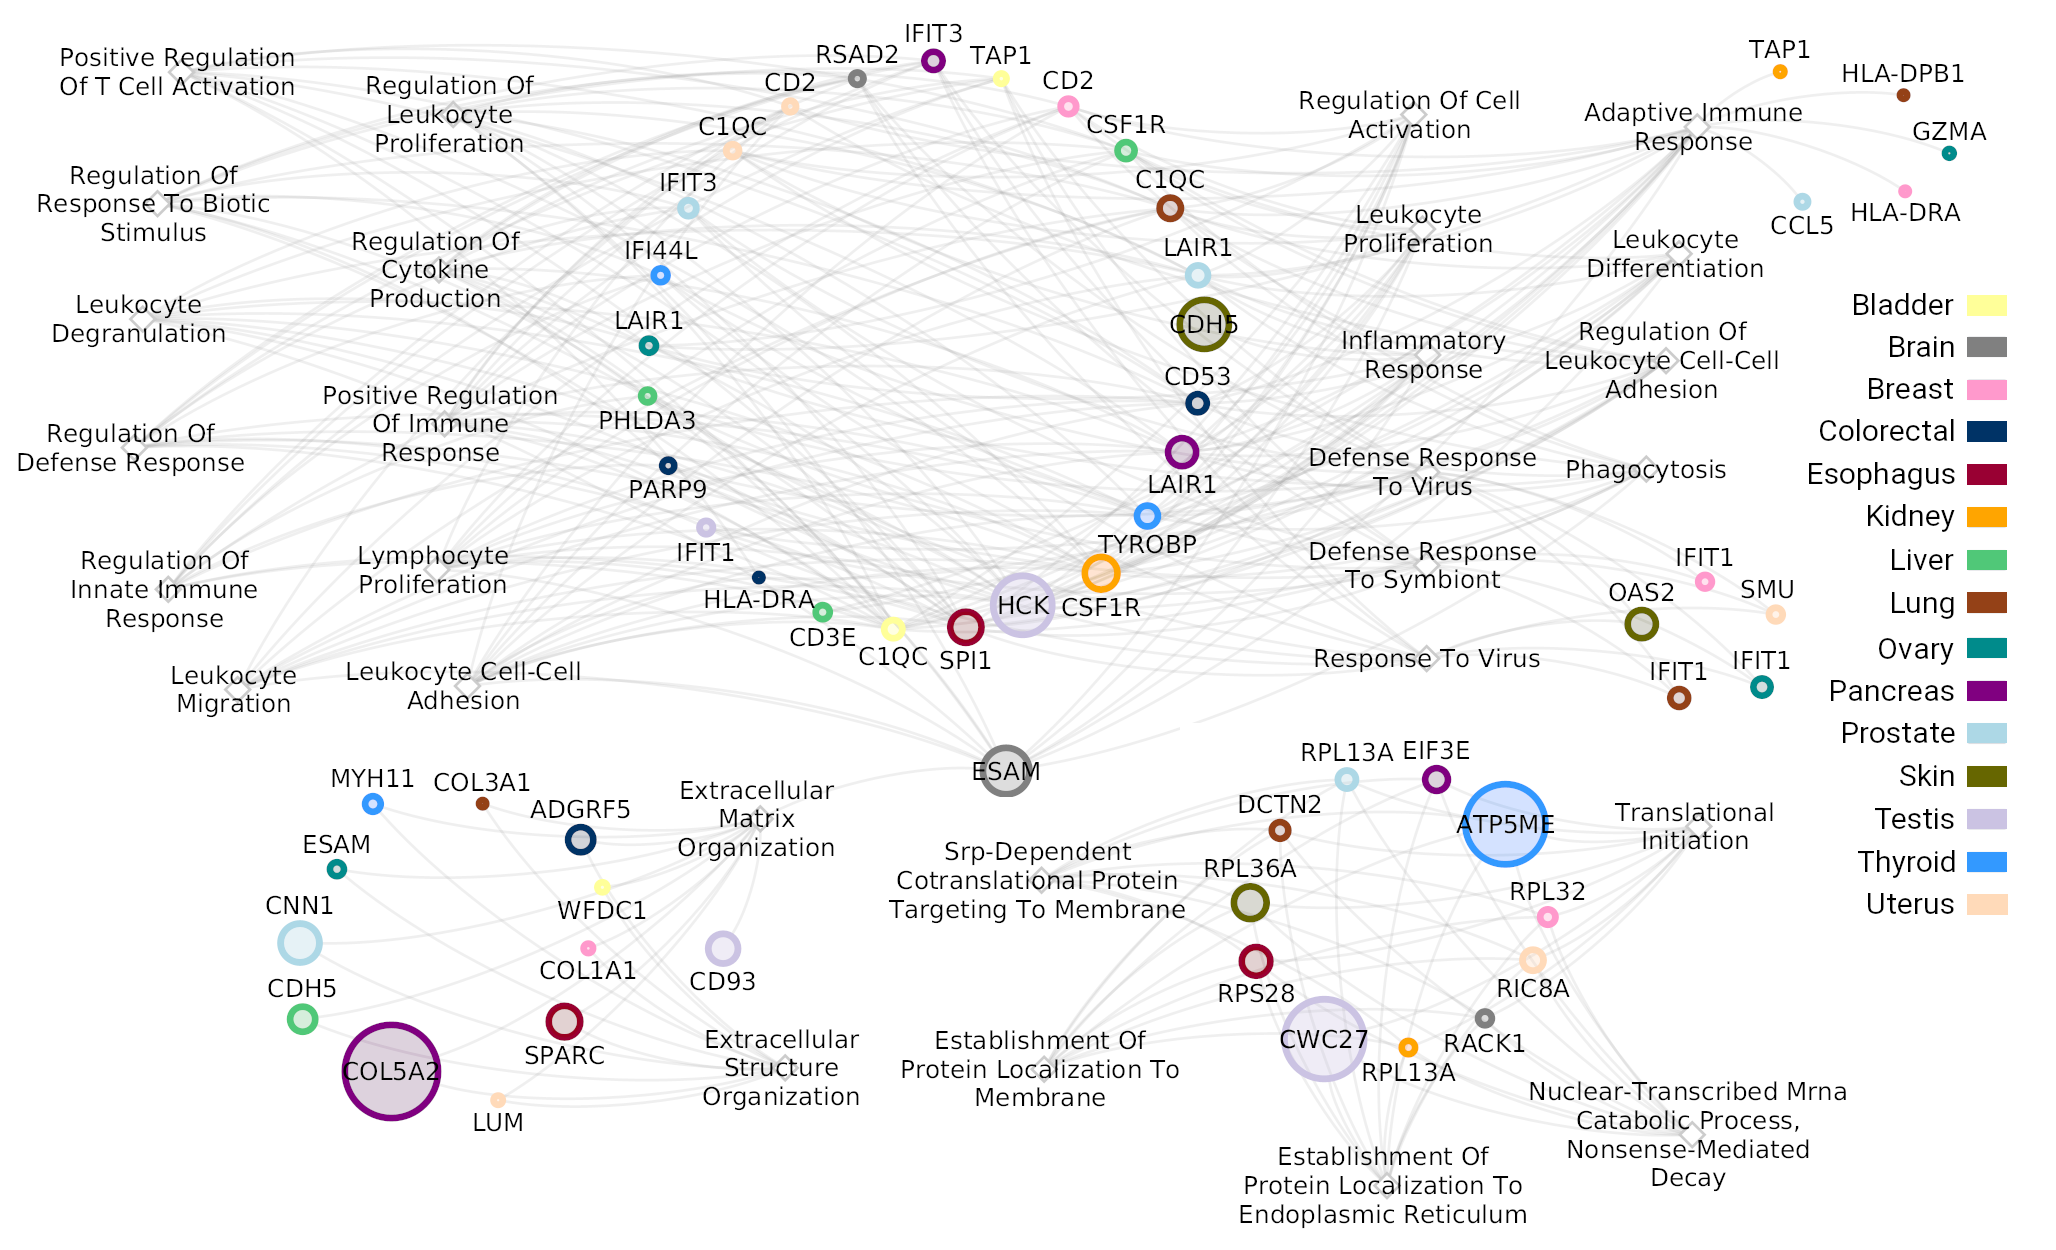 Positive Regulation
Of T Cell Activation
Regulation Of
Leukocyte
Proliferation
Regulation Of
Response To Biotic
Stimulus
Regulation Of
Cytokine
Production
Leukocyte
Degranulation
Positive Regulation
Of Immune
Response
Regulation Of
Defense Response
Regulation Of
Innate Immune
Response
Lymphocyte
Proliferation
Leukocyte
Migration
Leukocyte Cell-Cell
Adhesion
IFIT3
RSAD2
TAP1
CD2
CD2
C1QC
CSF1R
IFIT3
C1QC
IFI44L
LAIR1
LAIR1
CDH5
PHLDA3
CD53
PARP9
LAIR1
IFIT1
TYROBP
HLA-DRA
HCK
CSF1R
CD3E
C1QC
SPI1
ESAM
Regulation Of Cell
Activation
Leukocyte
Proliferation
Inflammatory
Response
Defense Response
To Virus
Defense Response
To Symbiont
Response To Virus
Adaptive Immune
Response
Leukocyte
Differentiation
Regulation Of
Leukocyte Cell-Cell
Adhesion
Phagocytosis
TAP1
HLA-DPB1
GZMA
HLA-DRA
CCL5
IFIT1
OAS2
SMU
IFIT1
IFIT1
Bladder
Brain
Breast
Colorectal
Esophagus
Kidney
Liver
Lung
Ovary
Pancreas
Prostate
Skin
Testis
Thyroid
Uterus
MYH11
COL3A1
ADGRF5
ESAM
WFDC1
CNN1
COL1A1
CD93
CDH5
COL5A2
SPARC
LUM
Extracellular
Matrix
Organization
Extracellular
Structure
Organization
RPL13A
EIF3E
DCTN2
ATP5ME
RPL36A
RPL32
RPS28
RIC8A
CWC27
RACK1
RPL13A
Translational
Initiation
Srp-Dependent
Cotranslational Protein
Targeting To Membrane
Establishment Of
Protein Localization To
Membrane
Establishment Of
Protein Localization To
Endoplasmic Reticulum
Nuclear-Transcribed Mrna
Catabolic Process,
Nonsense-Mediated
Decay